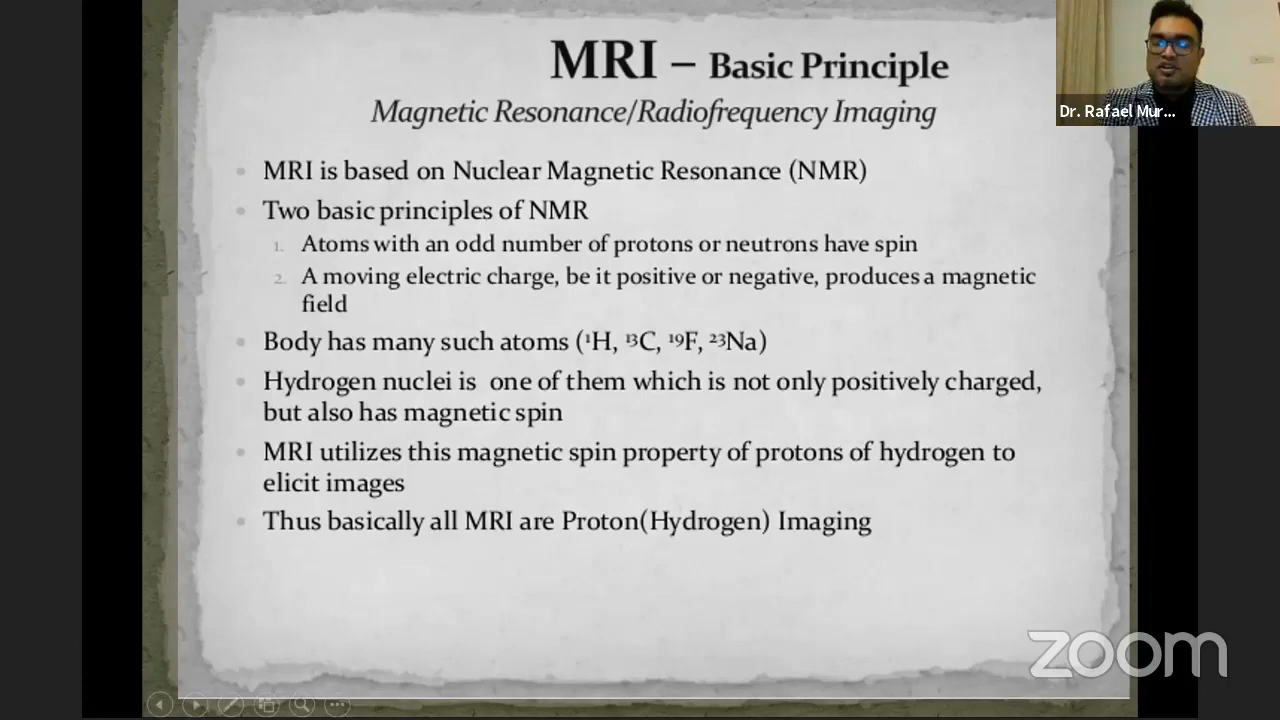 MRI – Basic Principle
Magnetic Resonance/Radiofrequency Imaging
Dr. Rafael Mur...
MRI is based on Nuclear Magnetic Resonance (NMR)
Two basic principles of NMR
1. Atoms with an odd number of protons or neutrons have spin
2. A moving electric charge, be it positive or negative, produces a magnetic
field
Body has many such atoms (¹H, ¹³C, ¹⁹F, ²³Na)
Hydrogen nuclei is  one of them which is not only positively charged,
but also has magnetic spin
MRI utilizes this magnetic spin property of protons of hydrogen to
elicit images
Thus basically all MRI are Proton(Hydrogen) Imaging
zoom